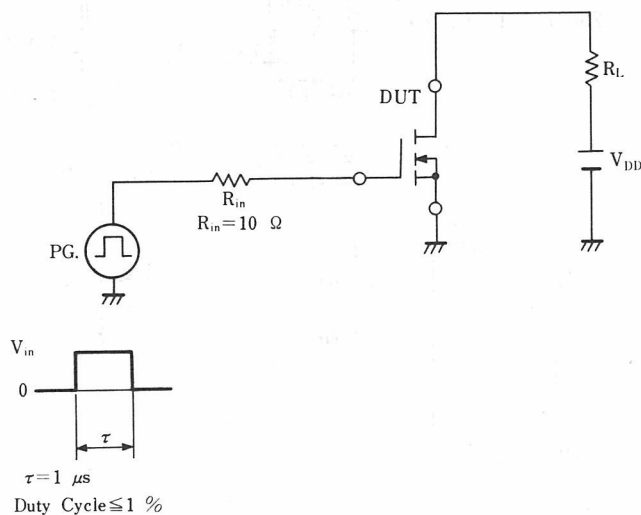 DUT
R_L
V_DD
R_in
R_in=10 Ω
PG.
V_in
0
τ
τ=1 μs
Duty Cycle≦1 %